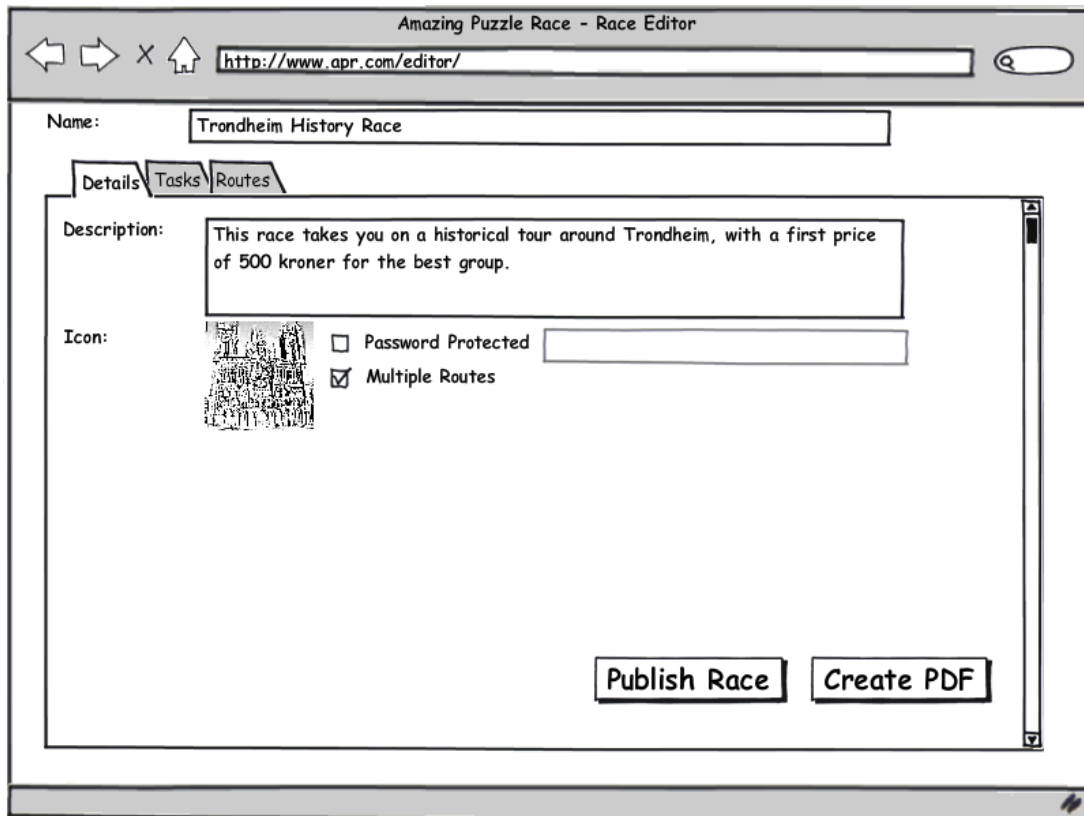 Amazing Puzzle Race - Race Editor
http://www.apr.com/editor/
Name:
Trondheim History Race
Details
Tasks
Routes
Description:
This race takes you on a historical tour around Trondheim, with a first price
of 500 kroner for the best group.
Icon:
Password Protected
Multiple Routes
Publish Race
Create PDF